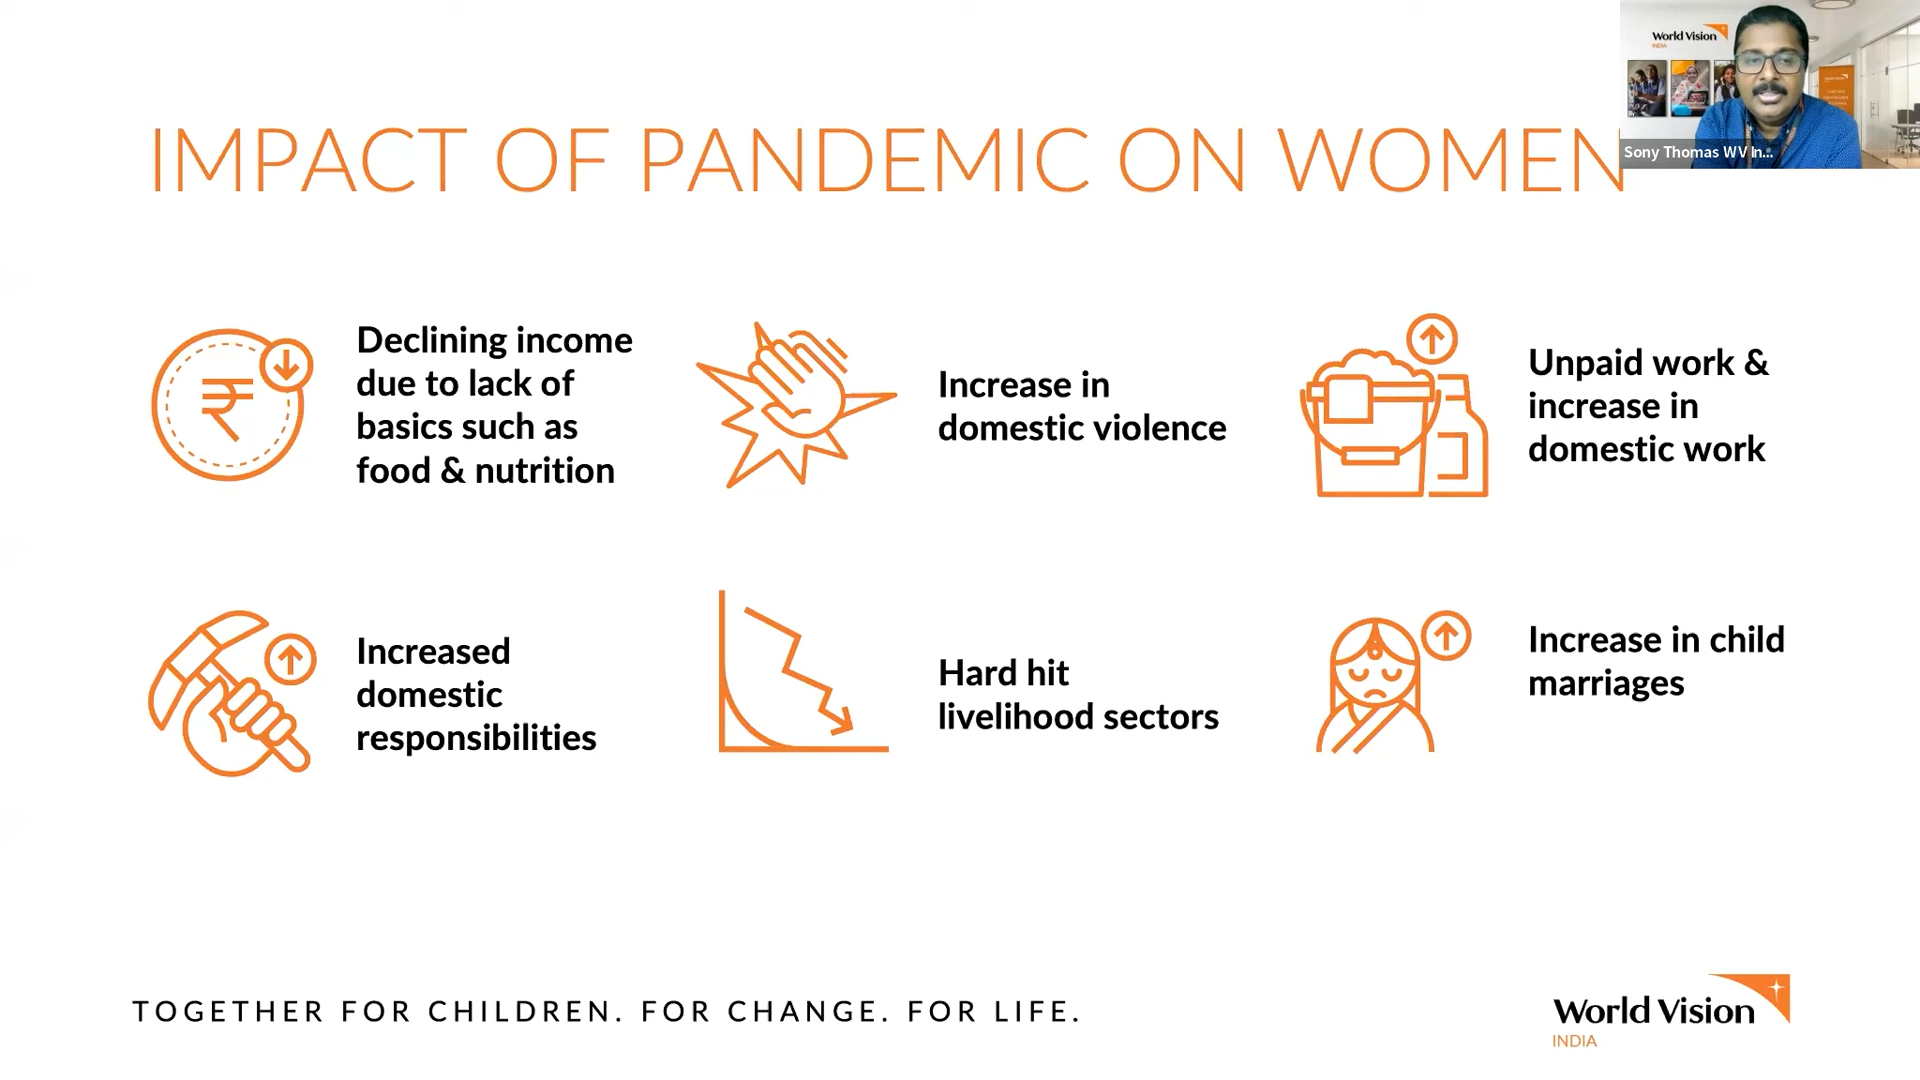 World Vision
INDIA
Sony Thomas WV In...
IMPACT OF PANDEMIC ON WOMEN
Declining income
due to lack of
basics such as
food & nutrition
Increase in
domestic violence
Unpaid work &
increase in
domestic work
Increased
domestic
responsibilities
Hard hit
livelihood sectors
Increase in child
marriages
TOGETHER FOR CHILDREN. FOR CHANGE. FOR LIFE.
World Vision
INDIA